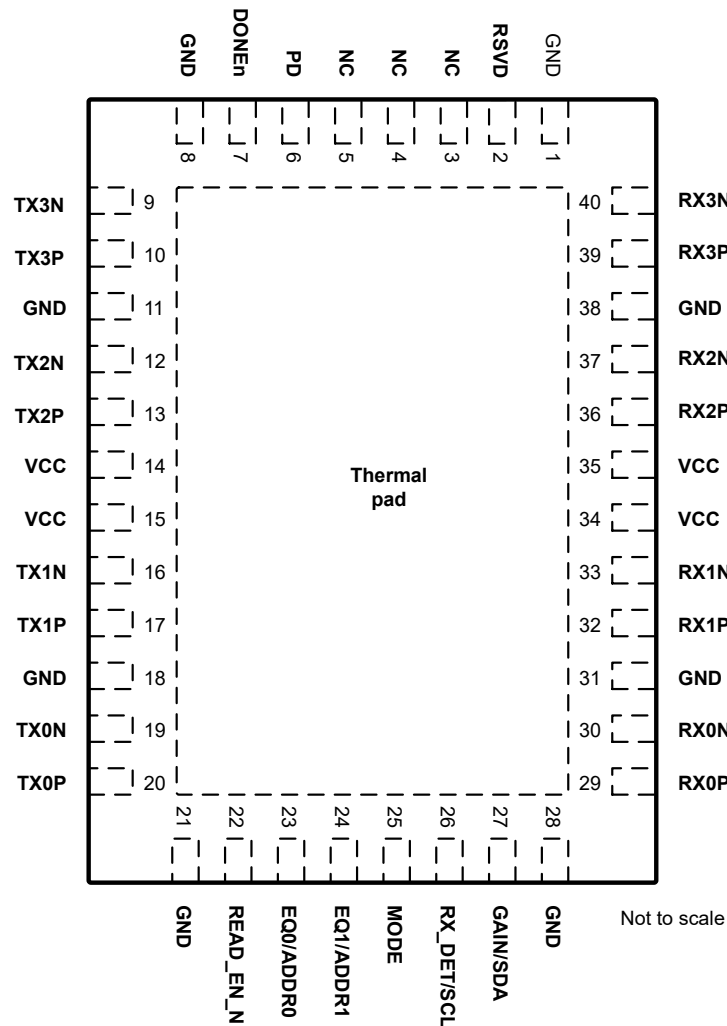 GND
DONEn
PD
NC
NC
NC
RSVD
GND
8
7
6
5
4
3
2
1
TX3N 9
40 RX3N
TX3P 10
39 RX3P
GND 11
38 GND
TX2N 12
37 RX2N
TX2P 13
36 RX2P
VCC 14
35 VCC
Thermal
pad
VCC 15
34 VCC
TX1N 16
33 RX1N
TX1P 17
32 RX1P
GND 18
31 GND
TX0N 19
30 RX0N
TX0P 20
29 RX0P
21
22
23
24
25
26
27
28
GND
READ_EN_N
EQ0/ADDR0
EQ1/ADDR1
MODE
RX_DET/SCL
GAIN/SDA
GND
Not to scale